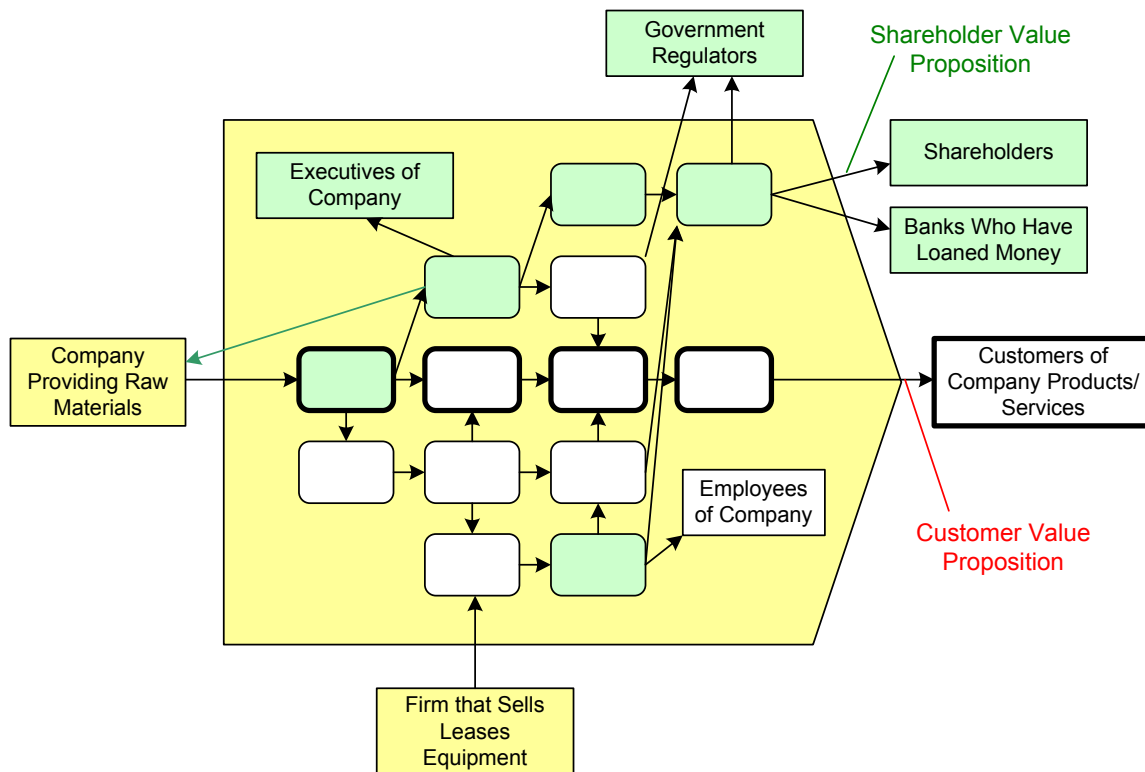 Government
Regulators
Shareholder Value
Proposition
Executives of
Company
Shareholders
Banks Who Have
Loaned Money
Company
Providing Raw
Materials
Customers of
Company Products/
Services
Employees
of Company
Customer Value
Proposition
Firm that Sells
Leases
Equipment